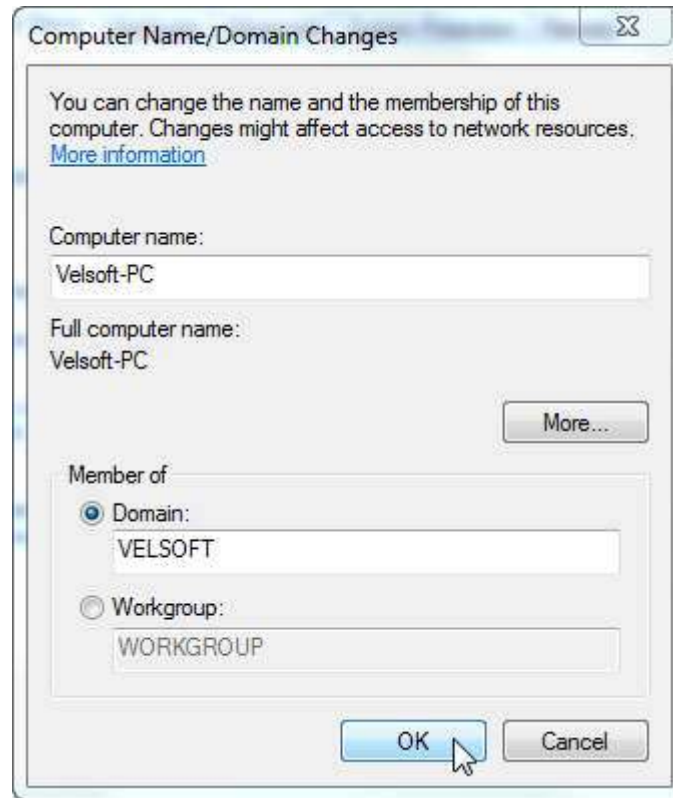 Computer Name/Domain Changes
You can change the name and the membership of this
computer. Changes might affect access to network resources.
More information
Computer name:
Velsoft-PC
Full computer name:
Velsoft-PC
More...
Member of
Domain:
VELSOFT
Workgroup:
WORKGROUP
OK
Cancel